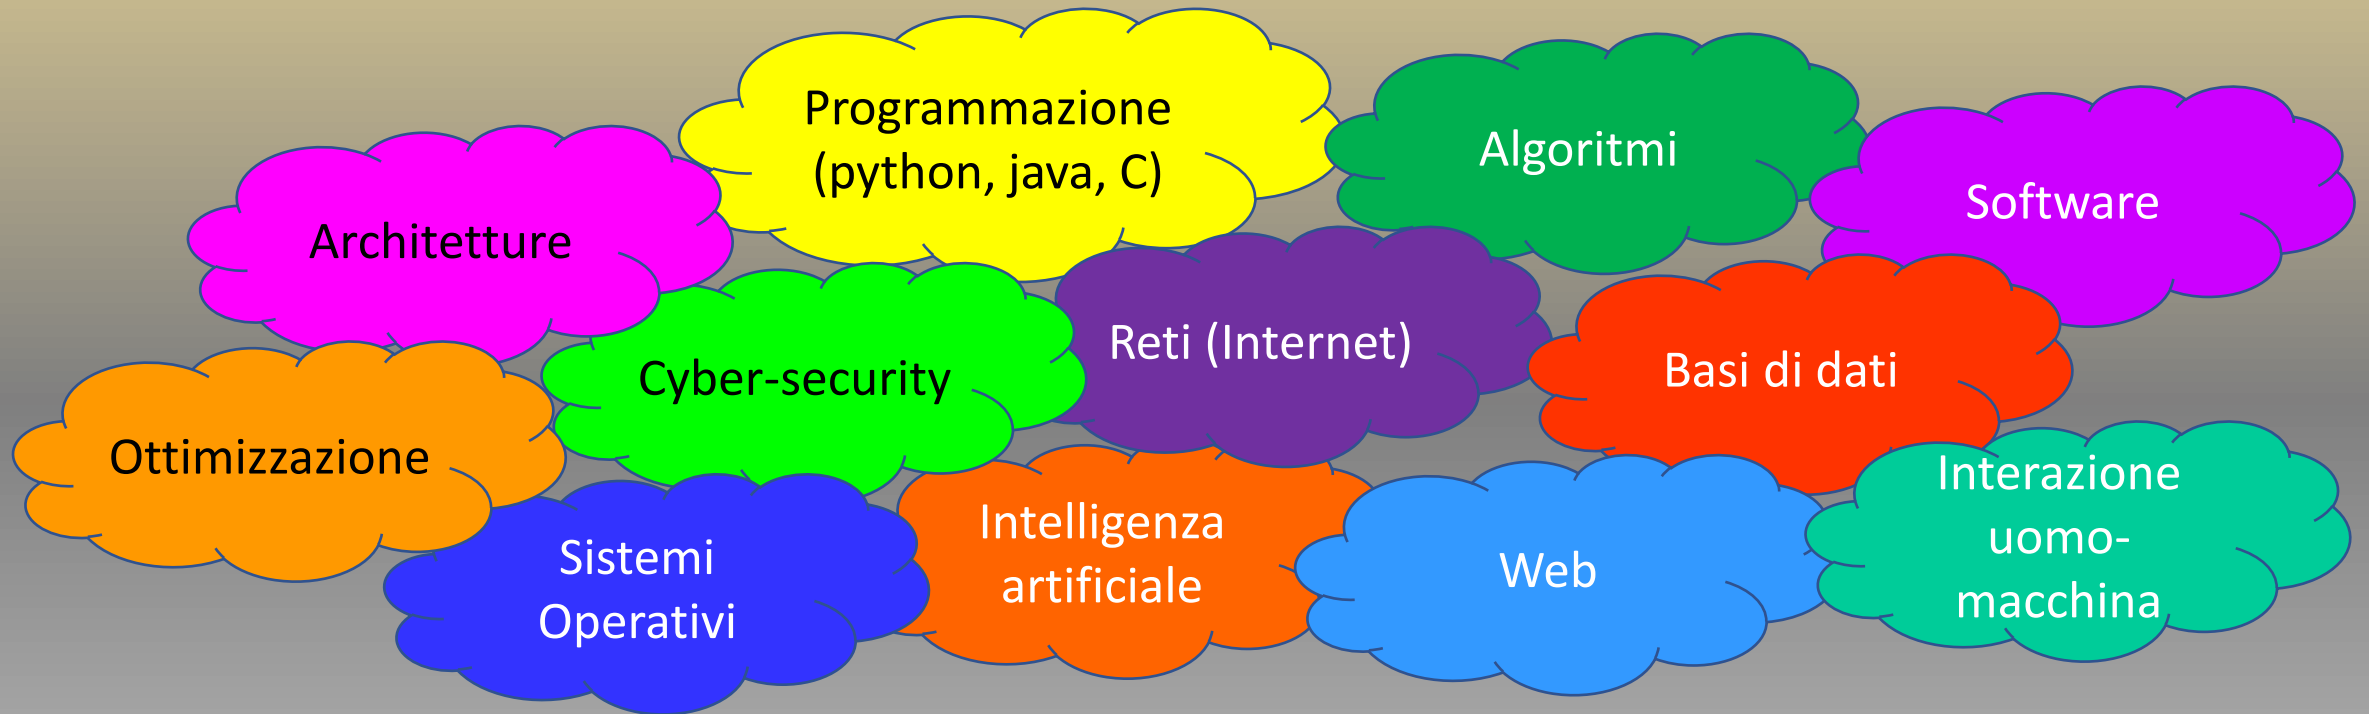 Programmazione
(python, java, C)
Algoritmi
Software
Architetture
Reti (Internet)
Basi di dati
Cyber-security
Ottimizzazione
Sistemi
Operativi
Intelligenza
artificiale
Web
Interazione
uomo-
macchina